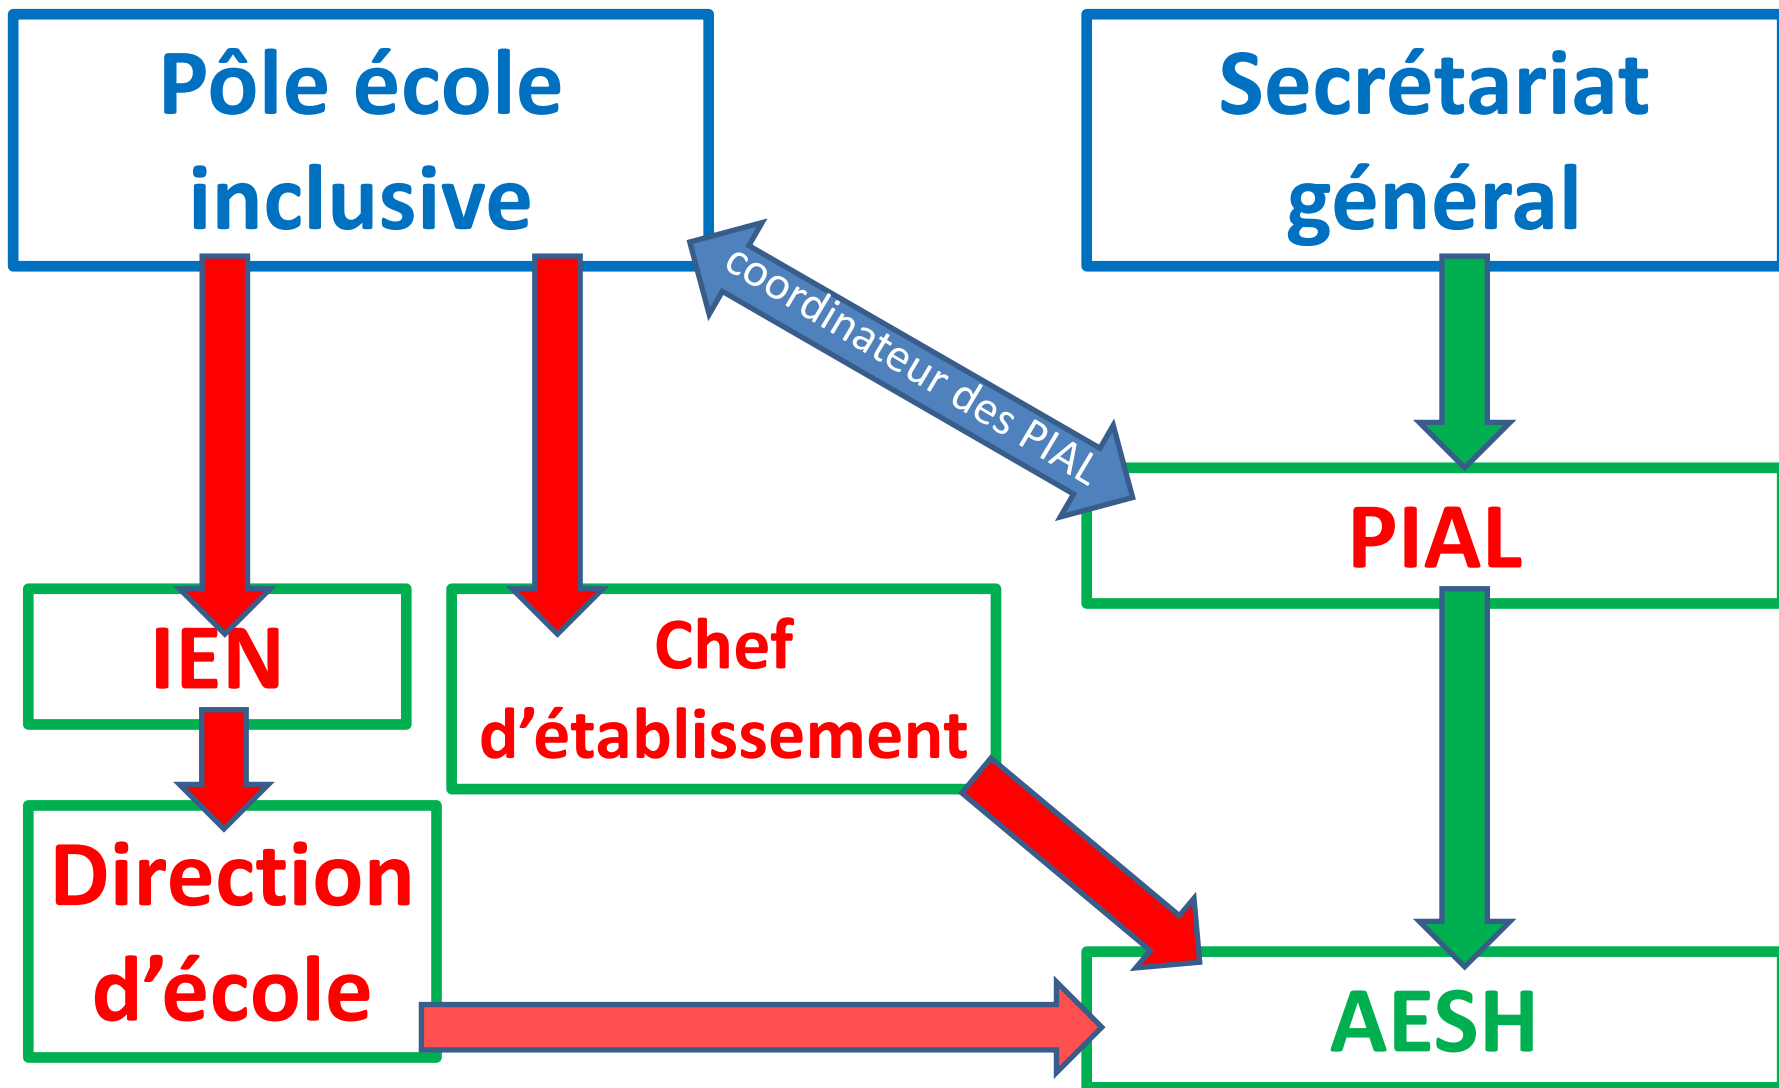 Pôle école
inclusive
Secrétariat
général
coordinateur des PIAL
PIAL
IEN
Chef
d’établissement
Direction
d’école
AESH